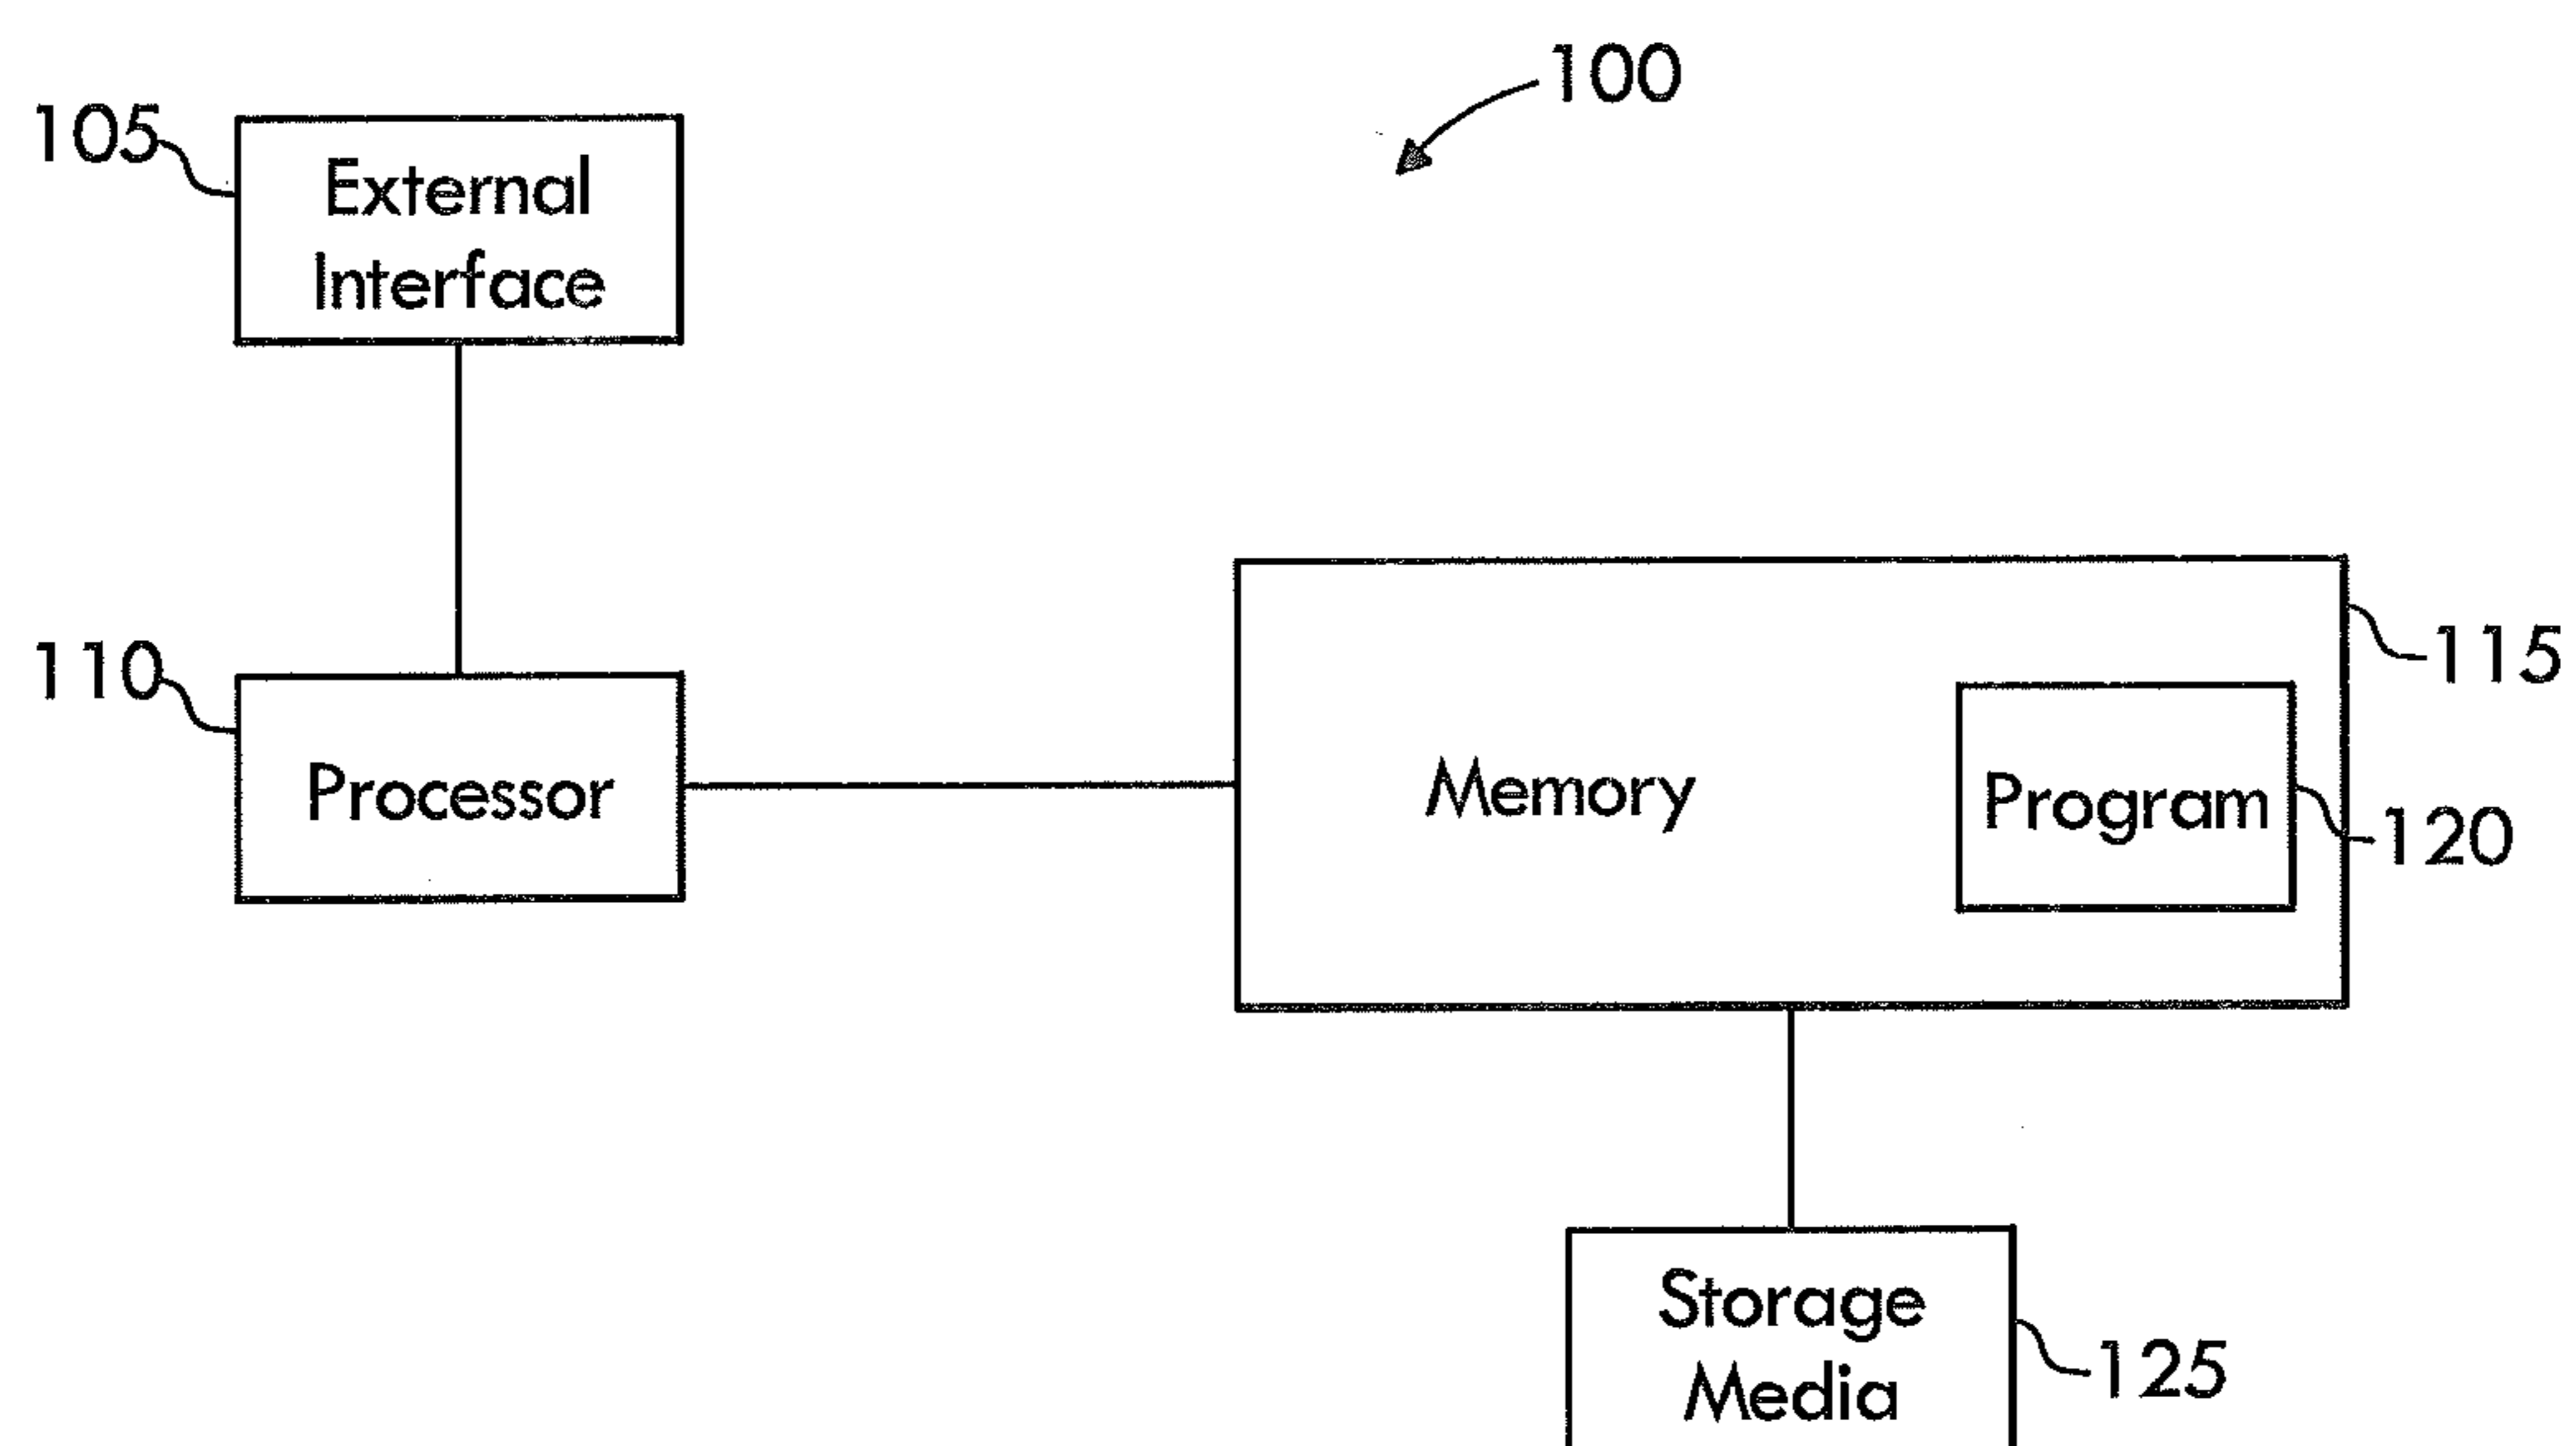 100
105
External
Interface
110
Processor
Memory
Program
115
120
Storage
Media
125